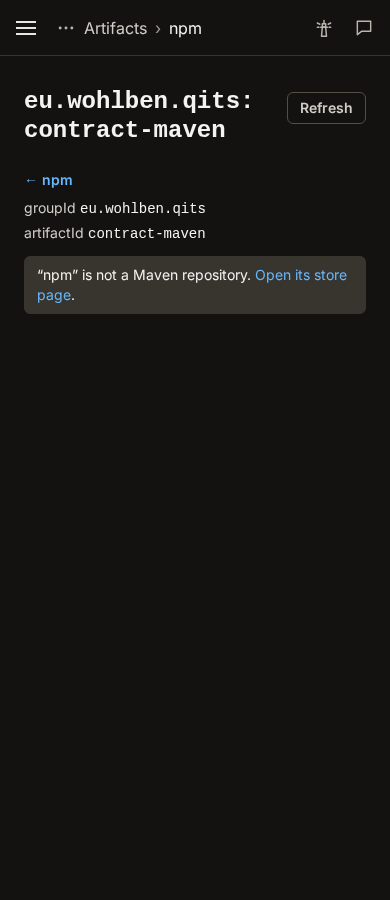 ... Artifacts › npm
eu.wohlben.qits:
contract-maven
Refresh
← npm
groupId eu.wohlben.qits
artifactId contract-maven
“npm” is not a Maven repository. Open its store
page.